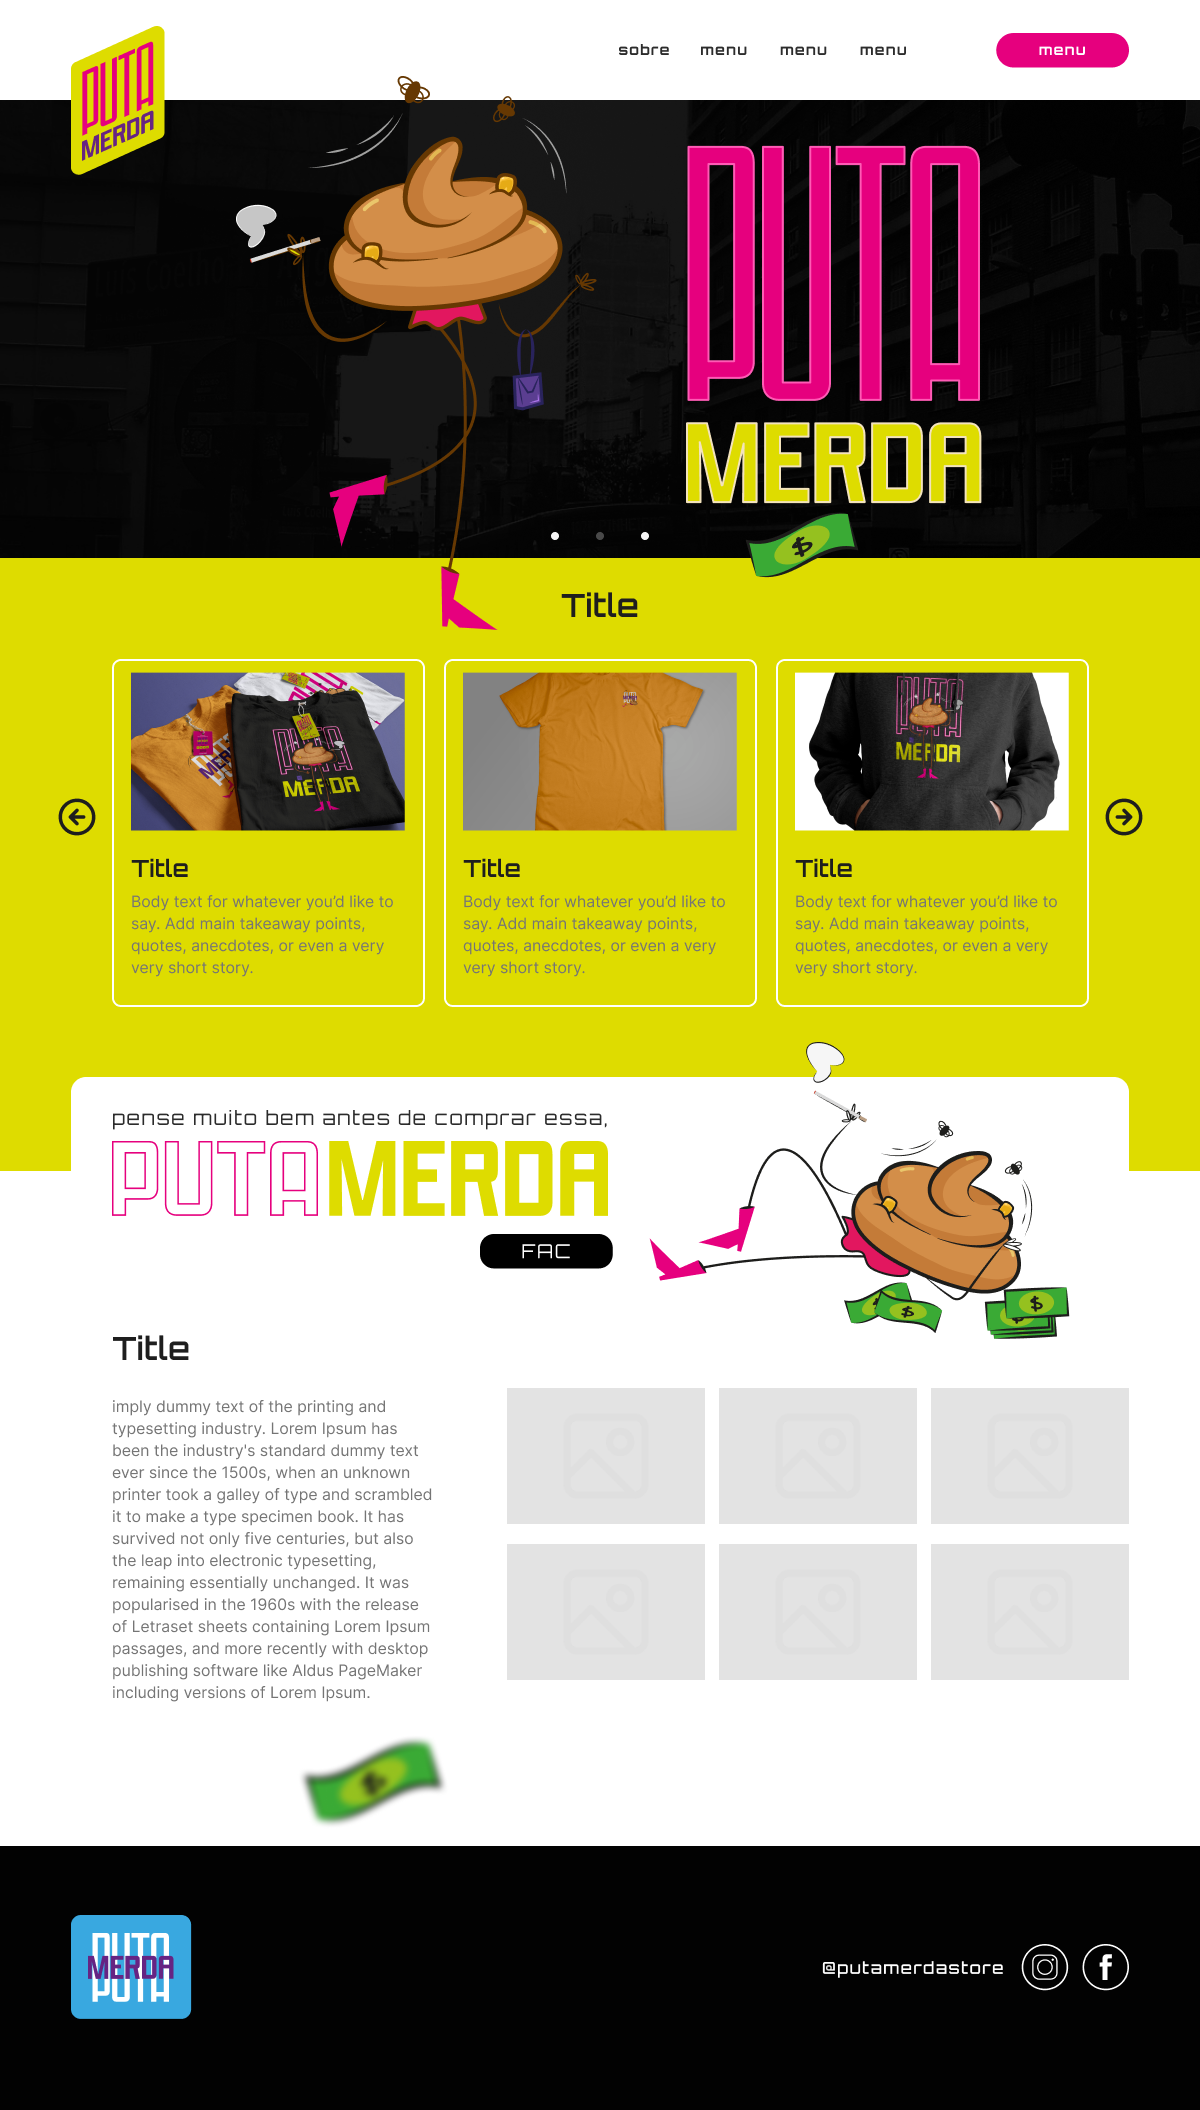 PUTA
MERDA
sobre
menu
menu
menu
menu
PUTA
MERDA
$
Title
PUTA
MERDA
PUTA
MERDA
PUTA
MERDA
Title
Body text for whatever you’d like to
say. Add main takeaway points,
quotes, anecdotes, or even a very
very short story.
Title
Body text for whatever you’d like to
say. Add main takeaway points,
quotes, anecdotes, or even a very
very short story.
Title
Body text for whatever you’d like to
say. Add main takeaway points,
quotes, anecdotes, or even a very
very short story.
pense muito bem antes de comprar essa,
PUTAMERDA
FAC
$
$
$
Title
imply dummy text of the printing and
typesetting industry. Lorem Ipsum has
been the industry's standard dummy text
ever since the 1500s, when an unknown
printer took a galley of type and scrambled
it to make a type specimen book. It has
survived not only five centuries, but also
the leap into electronic typesetting,
remaining essentially unchanged. It was
popularised in the 1960s with the release
of Letraset sheets containing Lorem Ipsum
passages, and more recently with desktop
publishing software like Aldus PageMaker
including versions of Lorem Ipsum.
$
PUTA
MERDA
PUTA
@putamerdastore